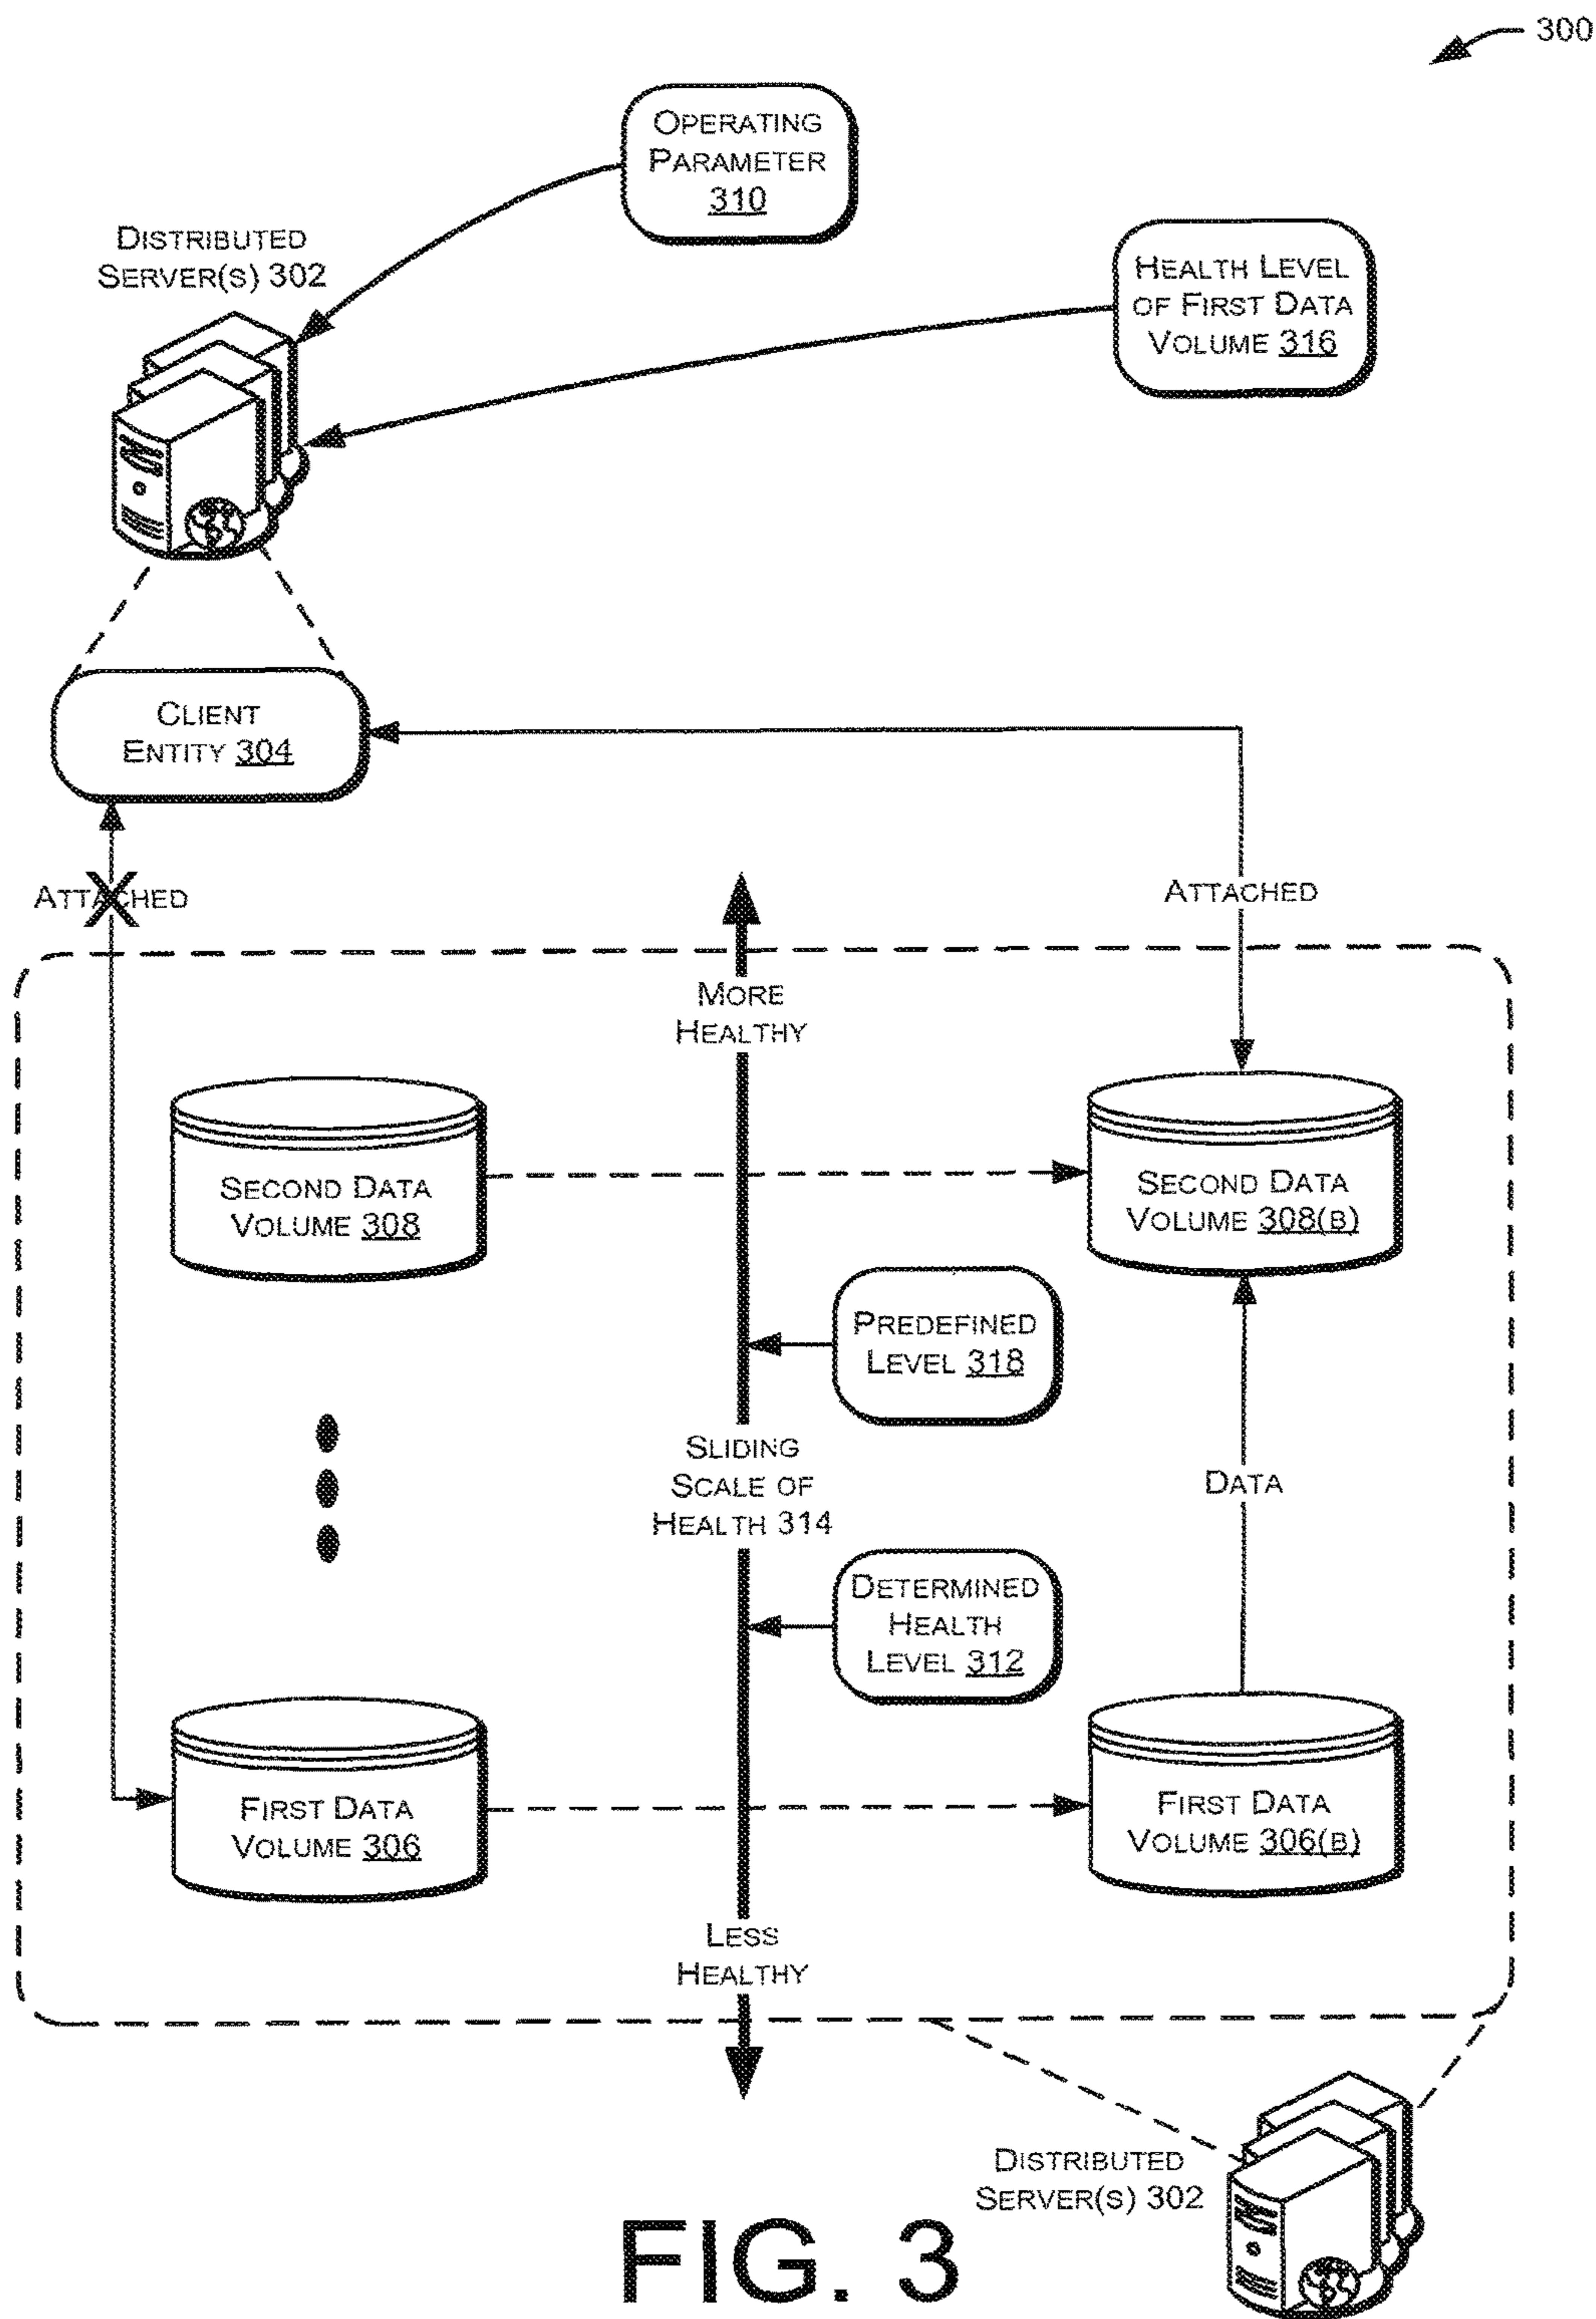 300
OPERATING
PARAMETER
310
DISTRIBUTED
SERVER(S) 302
HEALTH LEVEL
OF FIRST DATA
VOLUME 316
CLIENT
ENTITY 304
ATTACHED
ATTACHED
MORE
HEALTHY
SECOND DATA
VOLUME 308
SECOND DATA
VOLUME 308(B)
PREDEFINED
LEVEL 318
SLIDING
SCALE OF
HEALTH 314
DATA
DETERMINED
HEALTH
LEVEL 312
FIRST DATA
VOLUME 306
FIRST DATA
VOLUME 306(B)
LESS
HEALTHY
DISTRIBUTED
SERVER(S) 302
FIG. 3